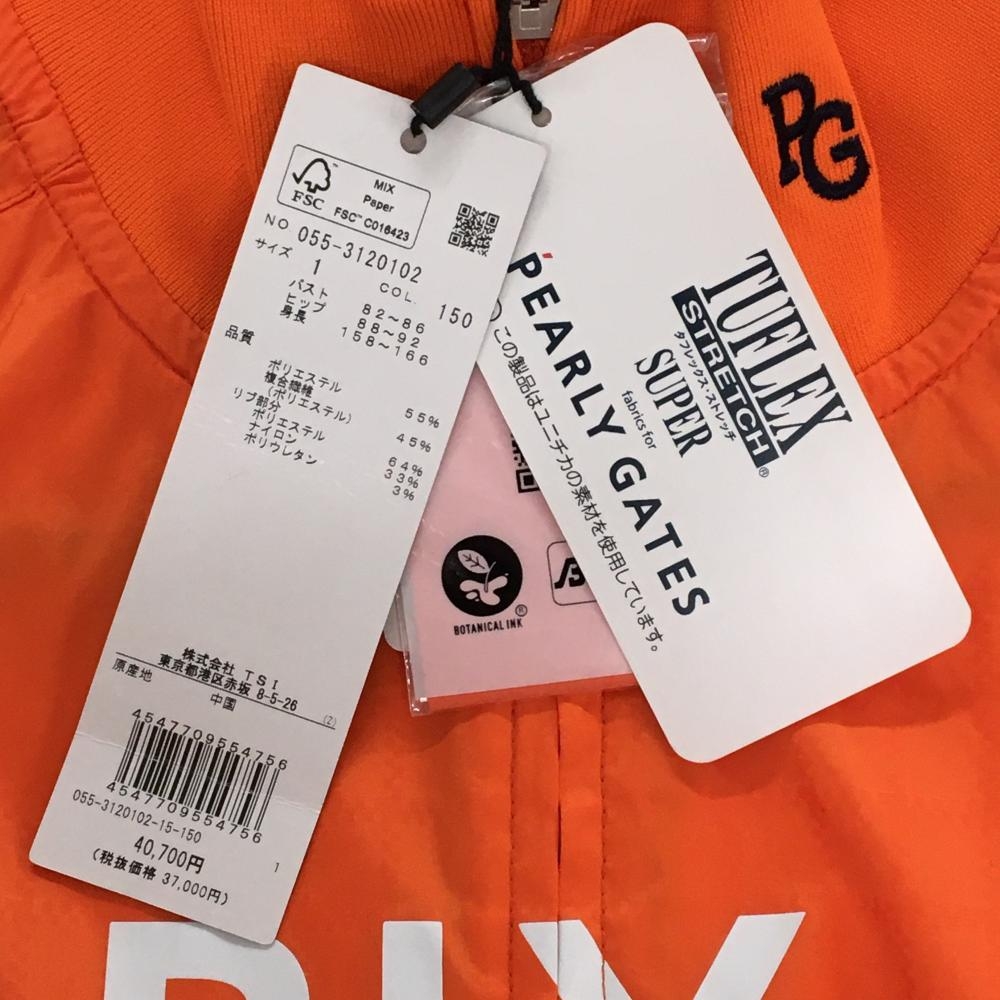 FSC™
MIX
Paper
FSC™ C016423
NO 055-3120102
サイズ COL.
1 150
バスト 82~86
ヒップ 88~92
身長 158~166
品質
ポリエステル 55%
複合繊維
(ポリエステル) 45%
リブ部分
ポリエステル 64%
ナイロン 33%
ポリウレタン 3%
株式会社 TSI
東京都港区赤坂 8-5-26
原産地 中国 (2)
4547709554756
4547709554756
055-3120102-15-150
40,700円
(税抜価格 37,000円)
1
PG
TUFLEX
STRETCH®
タフレックス・ストレッチ
SUPER
fabrics for
PEARLY GATES
この製品はユニチカの素材を使用しています。
BOTANICAL INK®